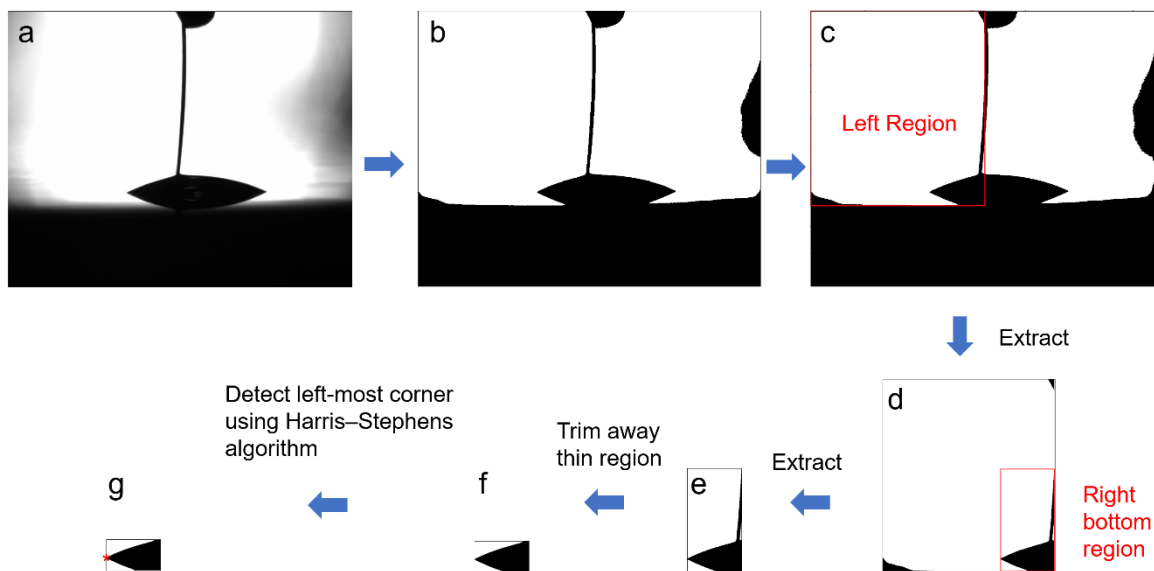 a
b
c
Left Region
Extract
d
Right
bottom
region
Extract
e
Trim away
thin region
f
Detect left-most corner
using Harris–Stephens
algorithm
g